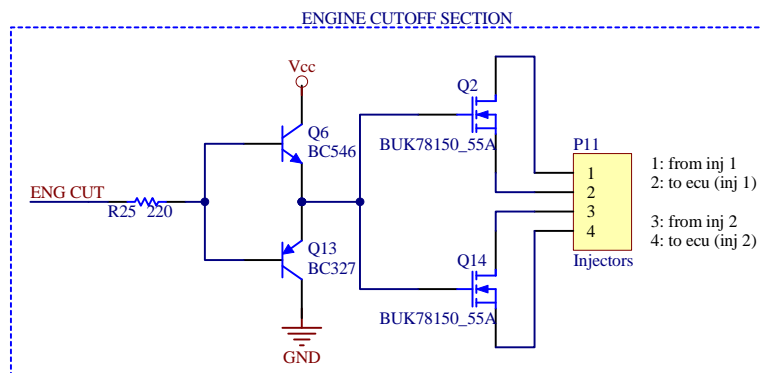 ENGINE CUTOFF SECTION
Vcc
Q2
Q6
BC546
BUK78150_55A
P11
1
2
3
4
1: from inj 1
2: to ecu (inj 1)
3: from inj 2
4: to ecu (inj 2)
ENG CUT
R25 220
Q13
BC327
Q14
Injectors
BUK78150_55A
GND